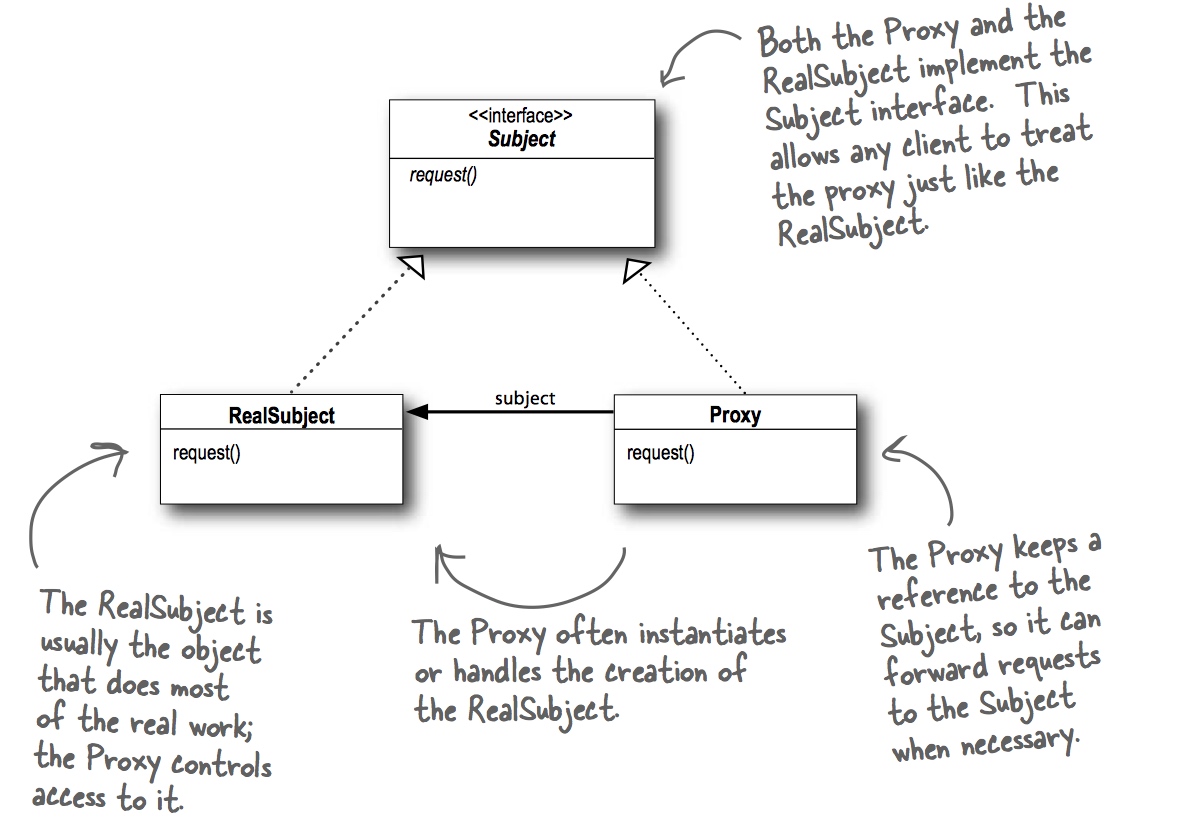 Both the Proxy and the
RealSubject implement the
Subject interface. This
allows any client to treat
the proxy just like the
RealSubject.
<<interface>>
Subject
request()
subject
RealSubject
request()
Proxy
request()
The RealSubject is
usually the object
that does most
of the real work;
the Proxy controls
access to it.
The Proxy often instantiates
or handles the creation of
the RealSubject.
The Proxy keeps a
reference to the
Subject, so it can
forward requests
to the Subject
when necessary.